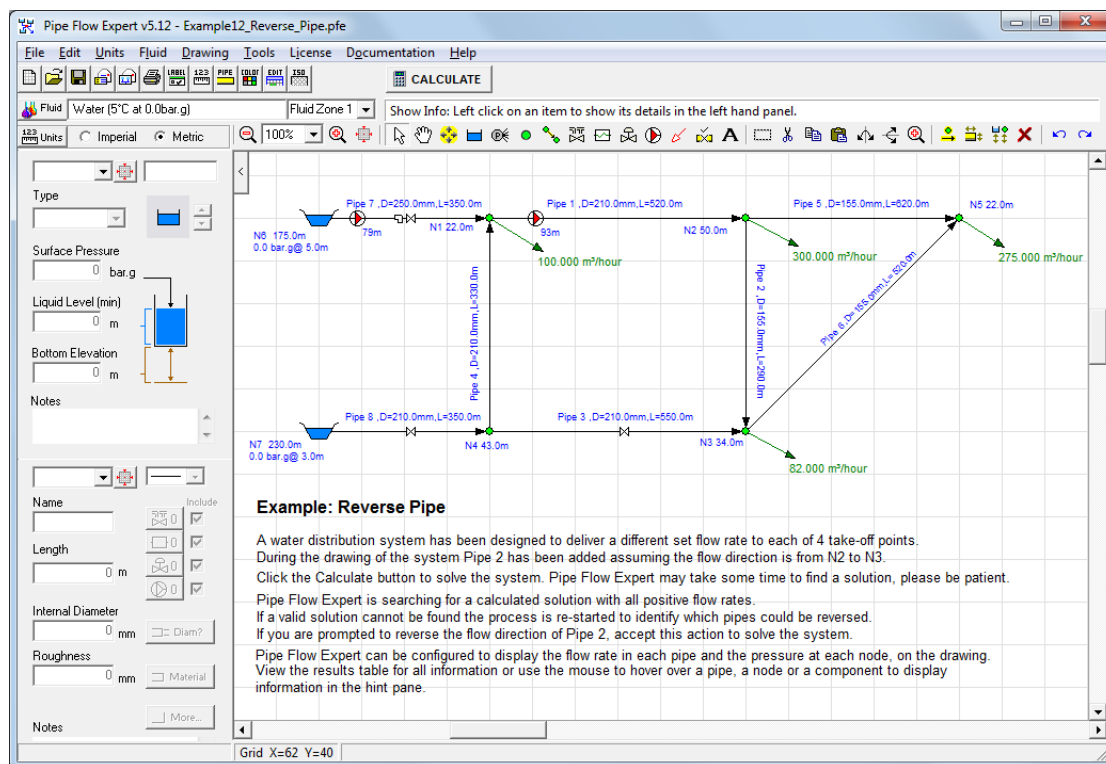 Pipe Flow Expert v5.12 - Example12_Reverse_Pipe.pfe
File Edit Units Fluid Drawing Tools License Documentation Help
LABEL 123 PIPE COLOR EDIT ISO
CALCULATE
Fluid Water (5°C at 0.0bar.g) Fluid Zone 1 Show Info: Left click on an item to show its details in the left hand panel.
123 Units Imperial Metric 100% A
<
Type
Surface Pressure
0 bar.g
Liquid Level (min)
0 m
Bottom Elevation
0 m
Notes
Name Include
0
Length 0
0 m 0
0
Internal Diameter
0 mm Diam?
Roughness
0 mm Material
More...
Notes
Pipe 7 ,D=250.0mm,L=350.0m Pipe 1 ,D=210.0mm,L=520.0m Pipe 5 ,D=155.0mm,L=620.0m N5 22.0m
N6 175.0m 79m N1 22.0m 93m N2 50.0m
0.0 bar.g@ 5.0m
100.000 m³/hour 300.000 m³/hour 275.000 m³/hour
Pipe 4 ,D=210.0mm,L=330.0m
Pipe 2 ,D=155.0mm,L=290.0m
Pipe 6 ,D=155.0mm,L=520.0m
Pipe 8 ,D=210.0mm,L=350.0m Pipe 3 ,D=210.0mm,L=550.0m
N7 230.0m N4 43.0m N3 34.0m
0.0 bar.g@ 3.0m
82.000 m³/hour
Example: Reverse Pipe
A water distribution system has been designed to deliver a different set flow rate to each of 4 take-off points.
During the drawing of the system Pipe 2 has been added assuming the flow direction is from N2 to N3.
Click the Calculate button to solve the system. Pipe Flow Expert may take some time to find a solution, please be patient.
Pipe Flow Expert is searching for a calculated solution with all positive flow rates.
If a valid solution cannot be found the process is re-started to identify which pipes could be reversed.
If you are prompted to reverse the flow direction of Pipe 2, accept this action to solve the system.
Pipe Flow Expert can be configured to display the flow rate in each pipe and the pressure at each node, on the drawing.
View the results table for all information or use the mouse to hover over a pipe, a node or a component to display
information in the hint pane.
Grid X=62 Y=40